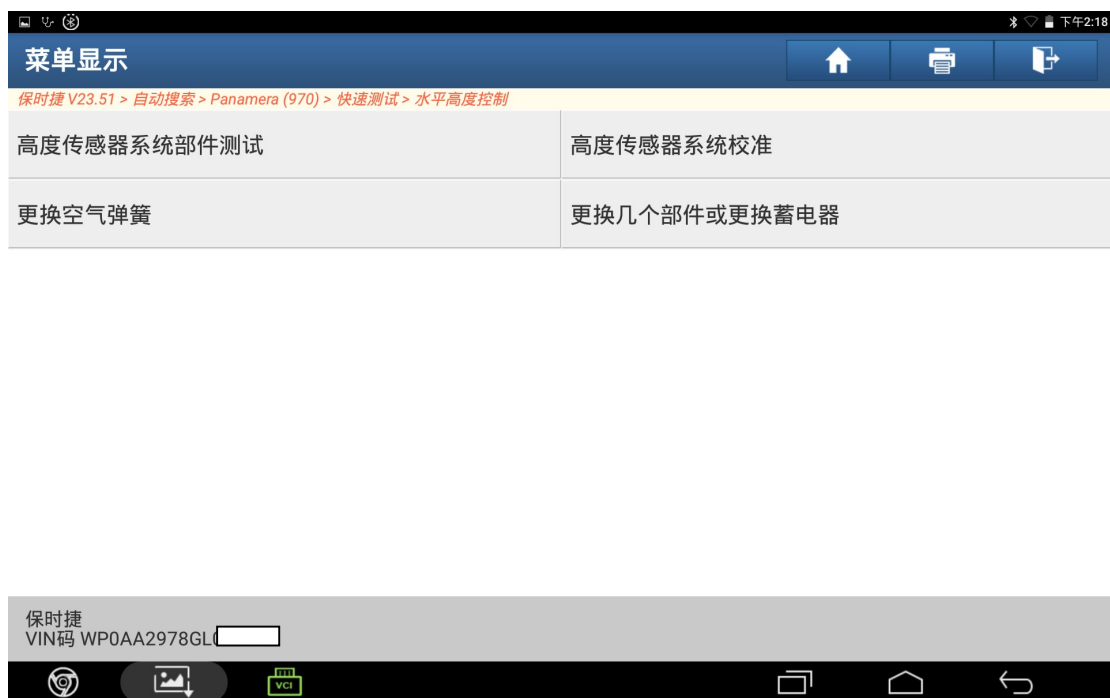 下午2:18
菜单显示
保时捷 V23.51 > 自动搜索 > Panamera (970) > 快速测试 > 水平高度控制
高度传感器系统部件测试
高度传感器系统校准
更换空气弹簧
更换几个部件或更换蓄电器
保时捷
VIN码 WP0AA2978GL
VCI